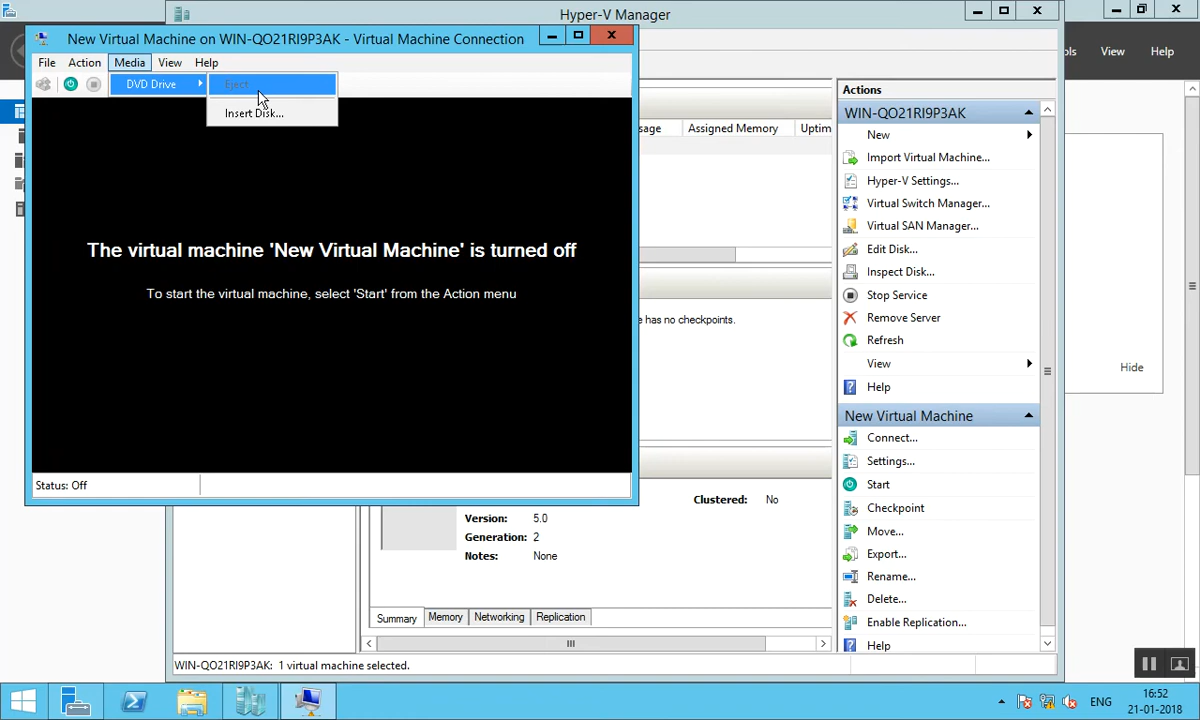 Hyper-V Manager
New Virtual Machine on WIN-QO21RI9P3AK - Virtual Machine Connection
File Action Media View Help
DVD Drive
Eject
Insert Disk...
The virtual machine 'New Virtual Machine' is turned off
To start the virtual machine, select 'Start' from the Action menu
Status: Off
sage Assigned Memory Uptim
e has no checkpoints.
Clustered: No
Version: 5.0
Generation: 2
Notes: None
Summary Memory Networking Replication
WIN-QO21RI9P3AK: 1 virtual machine selected.
Actions
WIN-QO21RI9P3AK
New
Import Virtual Machine...
Hyper-V Settings...
Virtual Switch Manager...
Virtual SAN Manager...
Edit Disk...
Inspect Disk...
Stop Service
Remove Server
Refresh
View
Help
New Virtual Machine
Connect...
Settings...
Start
Checkpoint
Move...
Export...
Rename...
Delete...
Enable Replication...
Help
ols View Help
Hide
ENG
16:52
21-01-2018